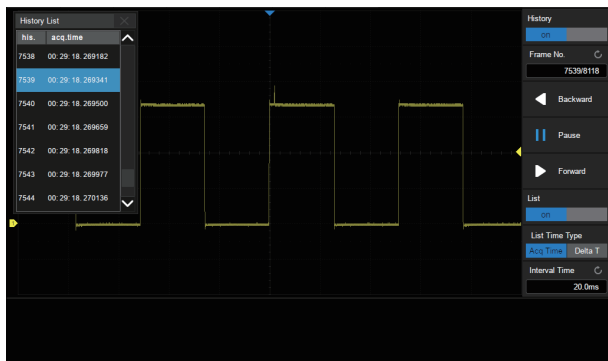 History List
his. acq.time
7538 00: 29: 18. 269182
7539 00: 29: 18. 269341
7540 00: 29: 18. 269500
7541 00: 29: 18. 269659
7542 00: 29: 18. 269818
7543 00: 29: 18. 269977
7544 00: 29: 18. 270136
1
History
on
Frame No.
7539/8118
Backward
Pause
Forward
List
on
List Time Type
Acq Time Delta T
Interval Time
20.0ms